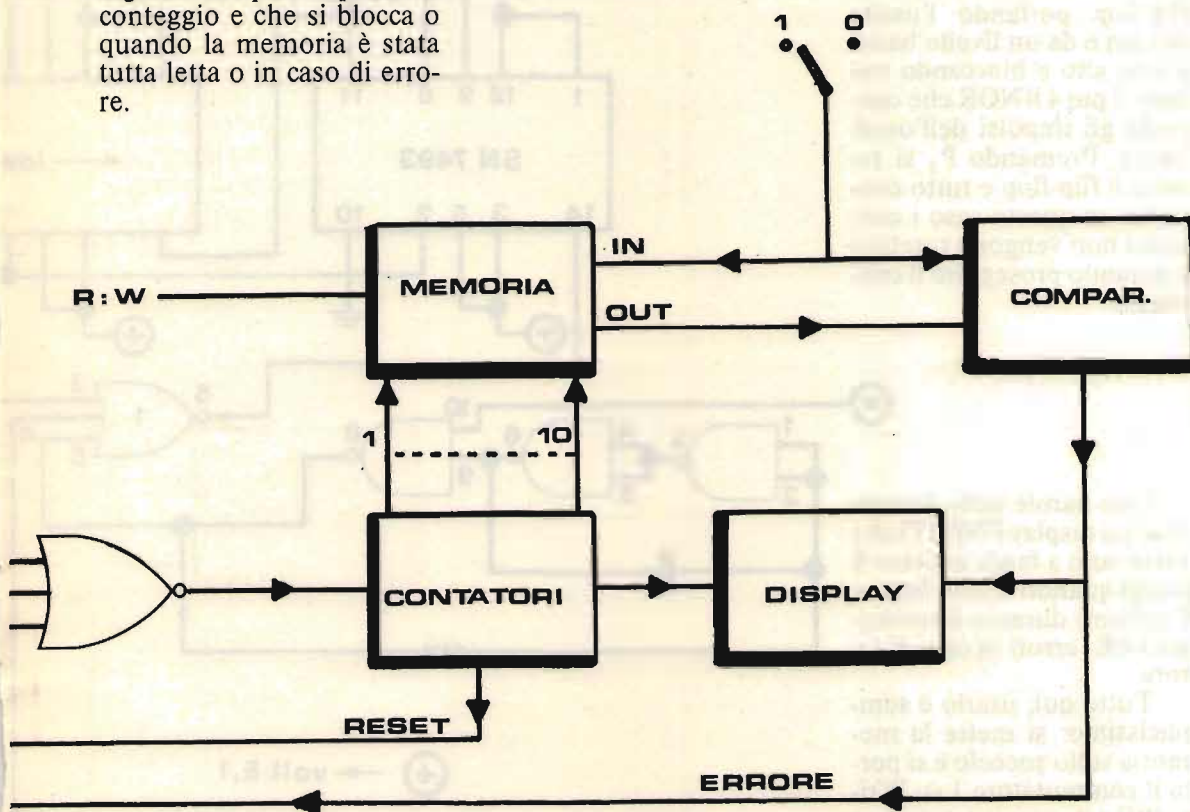 conteggio e che si blocca o
quando la memoria è stata
tutta letta o in caso di erro-
re.
1 0
IN
R:W
MEMORIA
OUT
COMPAR.
1 10
CONTATORI
DISPLAY
RESET
ERRORE